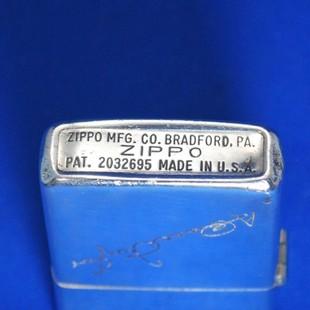 ZIPPO MFG. CO. BRADFORD, PA.
ZIPPO
PAT. 2032695 MADE IN U.S.A.